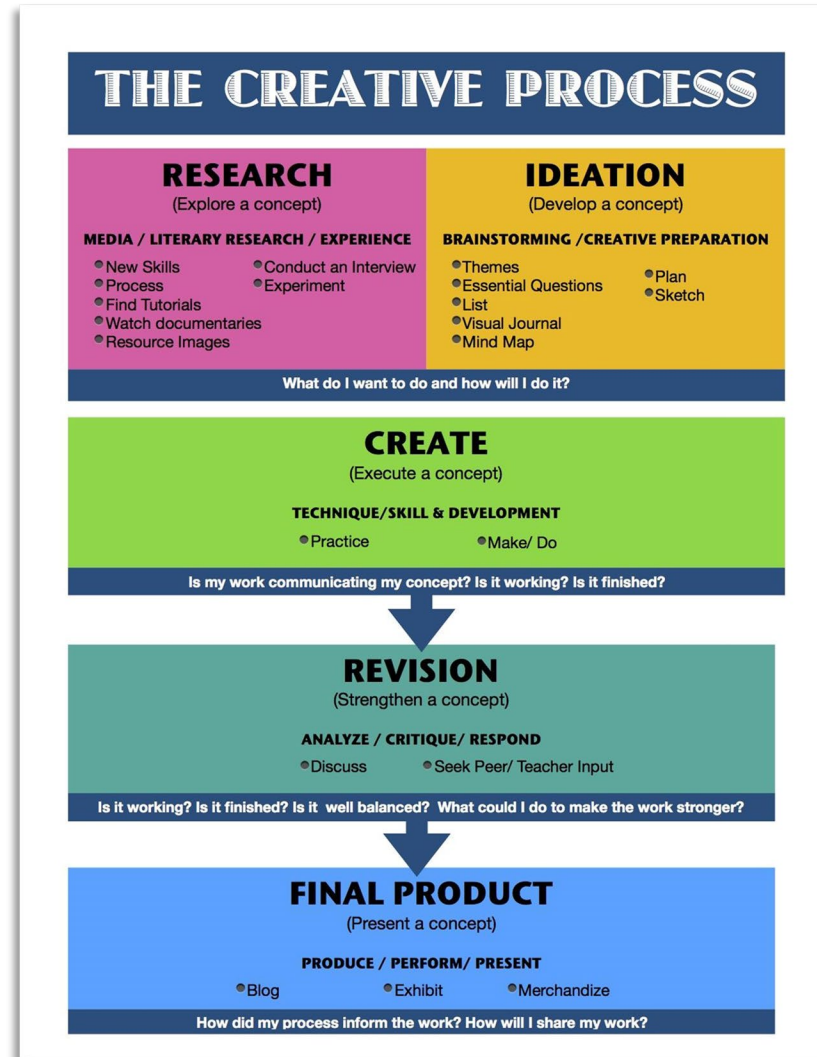 THE CREATIVE PROCESS
RESEARCH
(Explore a concept)
MEDIA / LITERARY RESEARCH / EXPERIENCE
New Skills
Process
Find Tutorials
Watch documentaries
Resource Images
Conduct an Interview
Experiment
IDEATION
(Develop a concept)
BRAINSTORMING /CREATIVE PREPARATION
Themes
Essential Questions
List
Visual Journal
Mind Map
Plan
Sketch
What do I want to do and how will I do it?
CREATE
(Execute a concept)
TECHNIQUE/SKILL & DEVELOPMENT
Practice
Make/ Do
Is my work communicating my concept? Is it working? Is it finished?
REVISION
(Strengthen a concept)
ANALYZE / CRITIQUE/ RESPOND
Discuss
Seek Peer/ Teacher Input
Is it working? Is it finished? Is it well balanced? What could I do to make the work stronger?
FINAL PRODUCT
(Present a concept)
PRODUCE / PERFORM/ PRESENT
Blog
Exhibit
Merchandize
How did my process inform the work? How will I share my work?